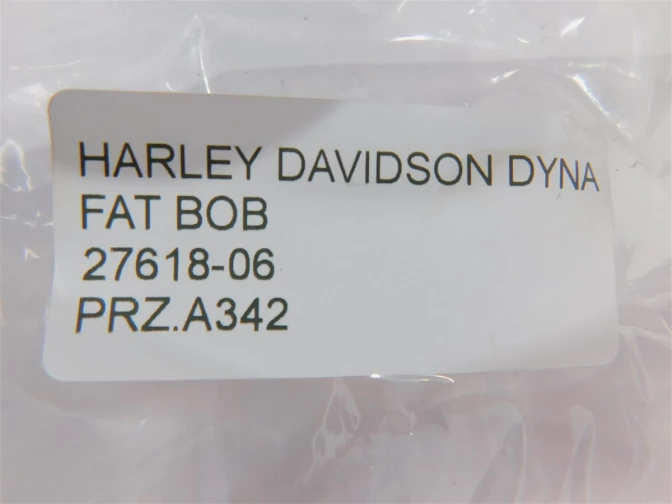 HARLEY DAVIDSON DYNA
FAT BOB
27618-06
PRZ.A342